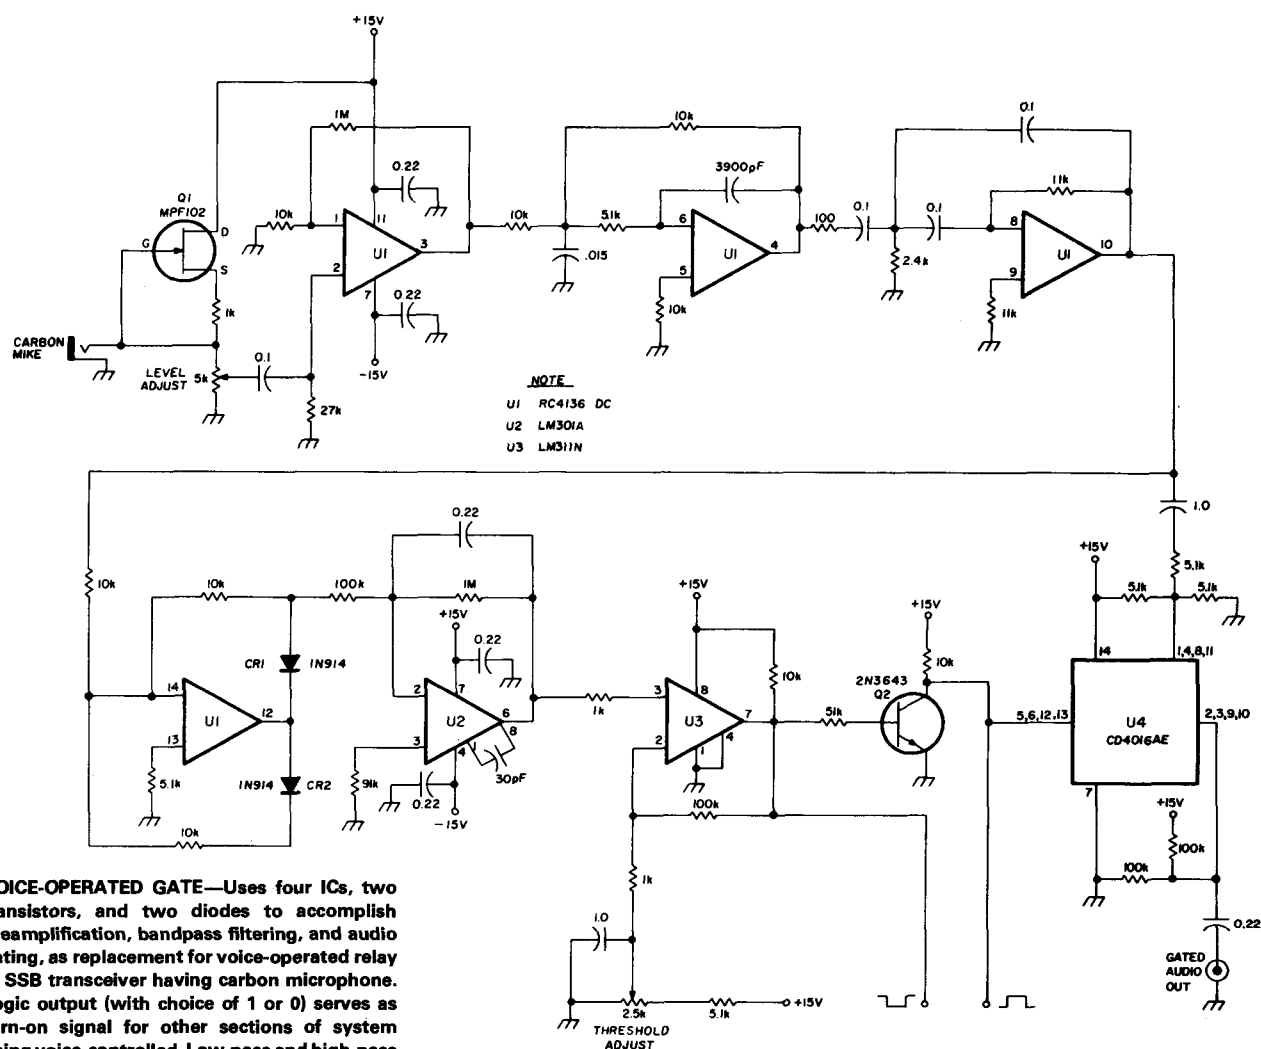 +15V
1M
10k
0.1
Q1
MPF102
0.22
3900pF
11k
10k
1
11
10k
5.1k
6
100
0.1
0.1
8
D
G
U1
3
U1
4
U1
10
S
2
.015
5
2.4k
9
7
0.22
1k
10k
11k
CARBON
MIKE
0.1
-15V
LEVEL
ADJUST
5k
27k
NOTE
U1 RC4136 DC
U2 LM301A
U3 LM311N
1.0
0.22
+15V
+15V
5.1k
10k
10k
100k
1M
5.1k
5.1k
+15V
+15V
0.22
CR1
1N914
10k
10k
14
1,4,8,11
2N3643
Q2
14
7
8
12
2
6
1k
3
7
51k
U1
U2
U3
5,6,12,13
U4
CD4016AE
2,3,9,10
13
3
8
2
4
1
4
1
5.1k
1N914
CR2
91k
30pF
0.22
-15V
100k
7
+15V
10k
100k
1k
100k
OICE-OPERATED GATE—Uses four ICs, two
ansistors, and two diodes to accomplish
eamplification, bandpass filtering, and audio
ating, as replacement for voice-operated relay
SSB transceiver having carbon microphone.
ogic output (with choice of 1 or 0) serves as
rn-on signal for other sections of system
1.0
0.22
GATED
AUDIO
OUT
2.5k
5.1k
+15V
THRESHOLD
ADJUST